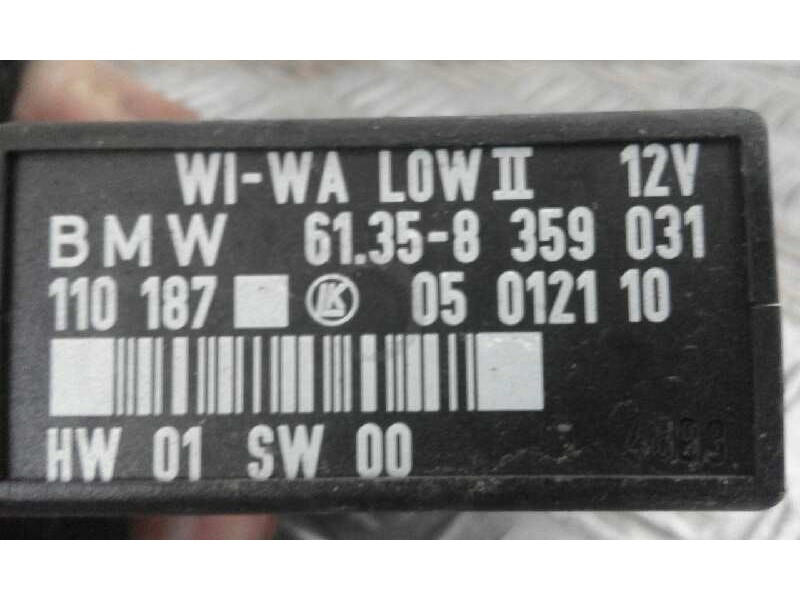 WI-WA LOW II 12V
BMW 61.35-8 359 031
110 187 LK 05 0121 10
HW 01 SW 00